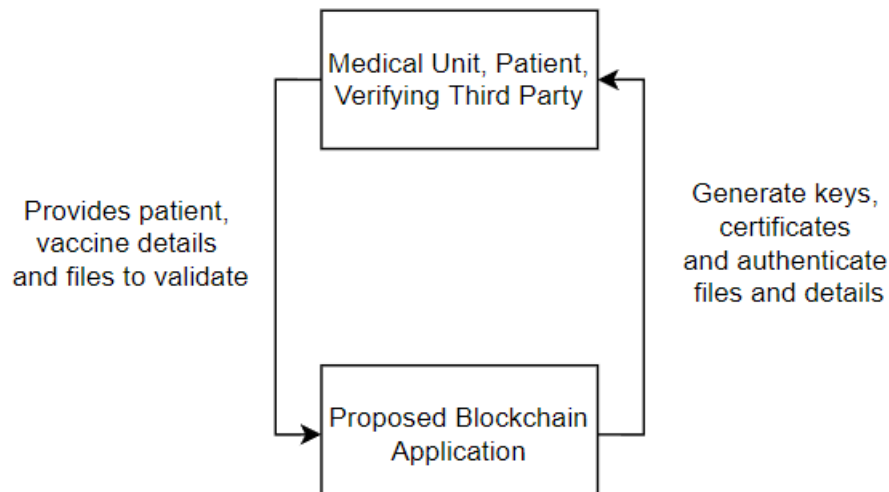 Medical Unit, Patient,
Verifying Third Party
Provides patient,
vaccine details
and files to validate
Generate keys,
certificates
and authenticate
files and details
Proposed Blockchain
Application